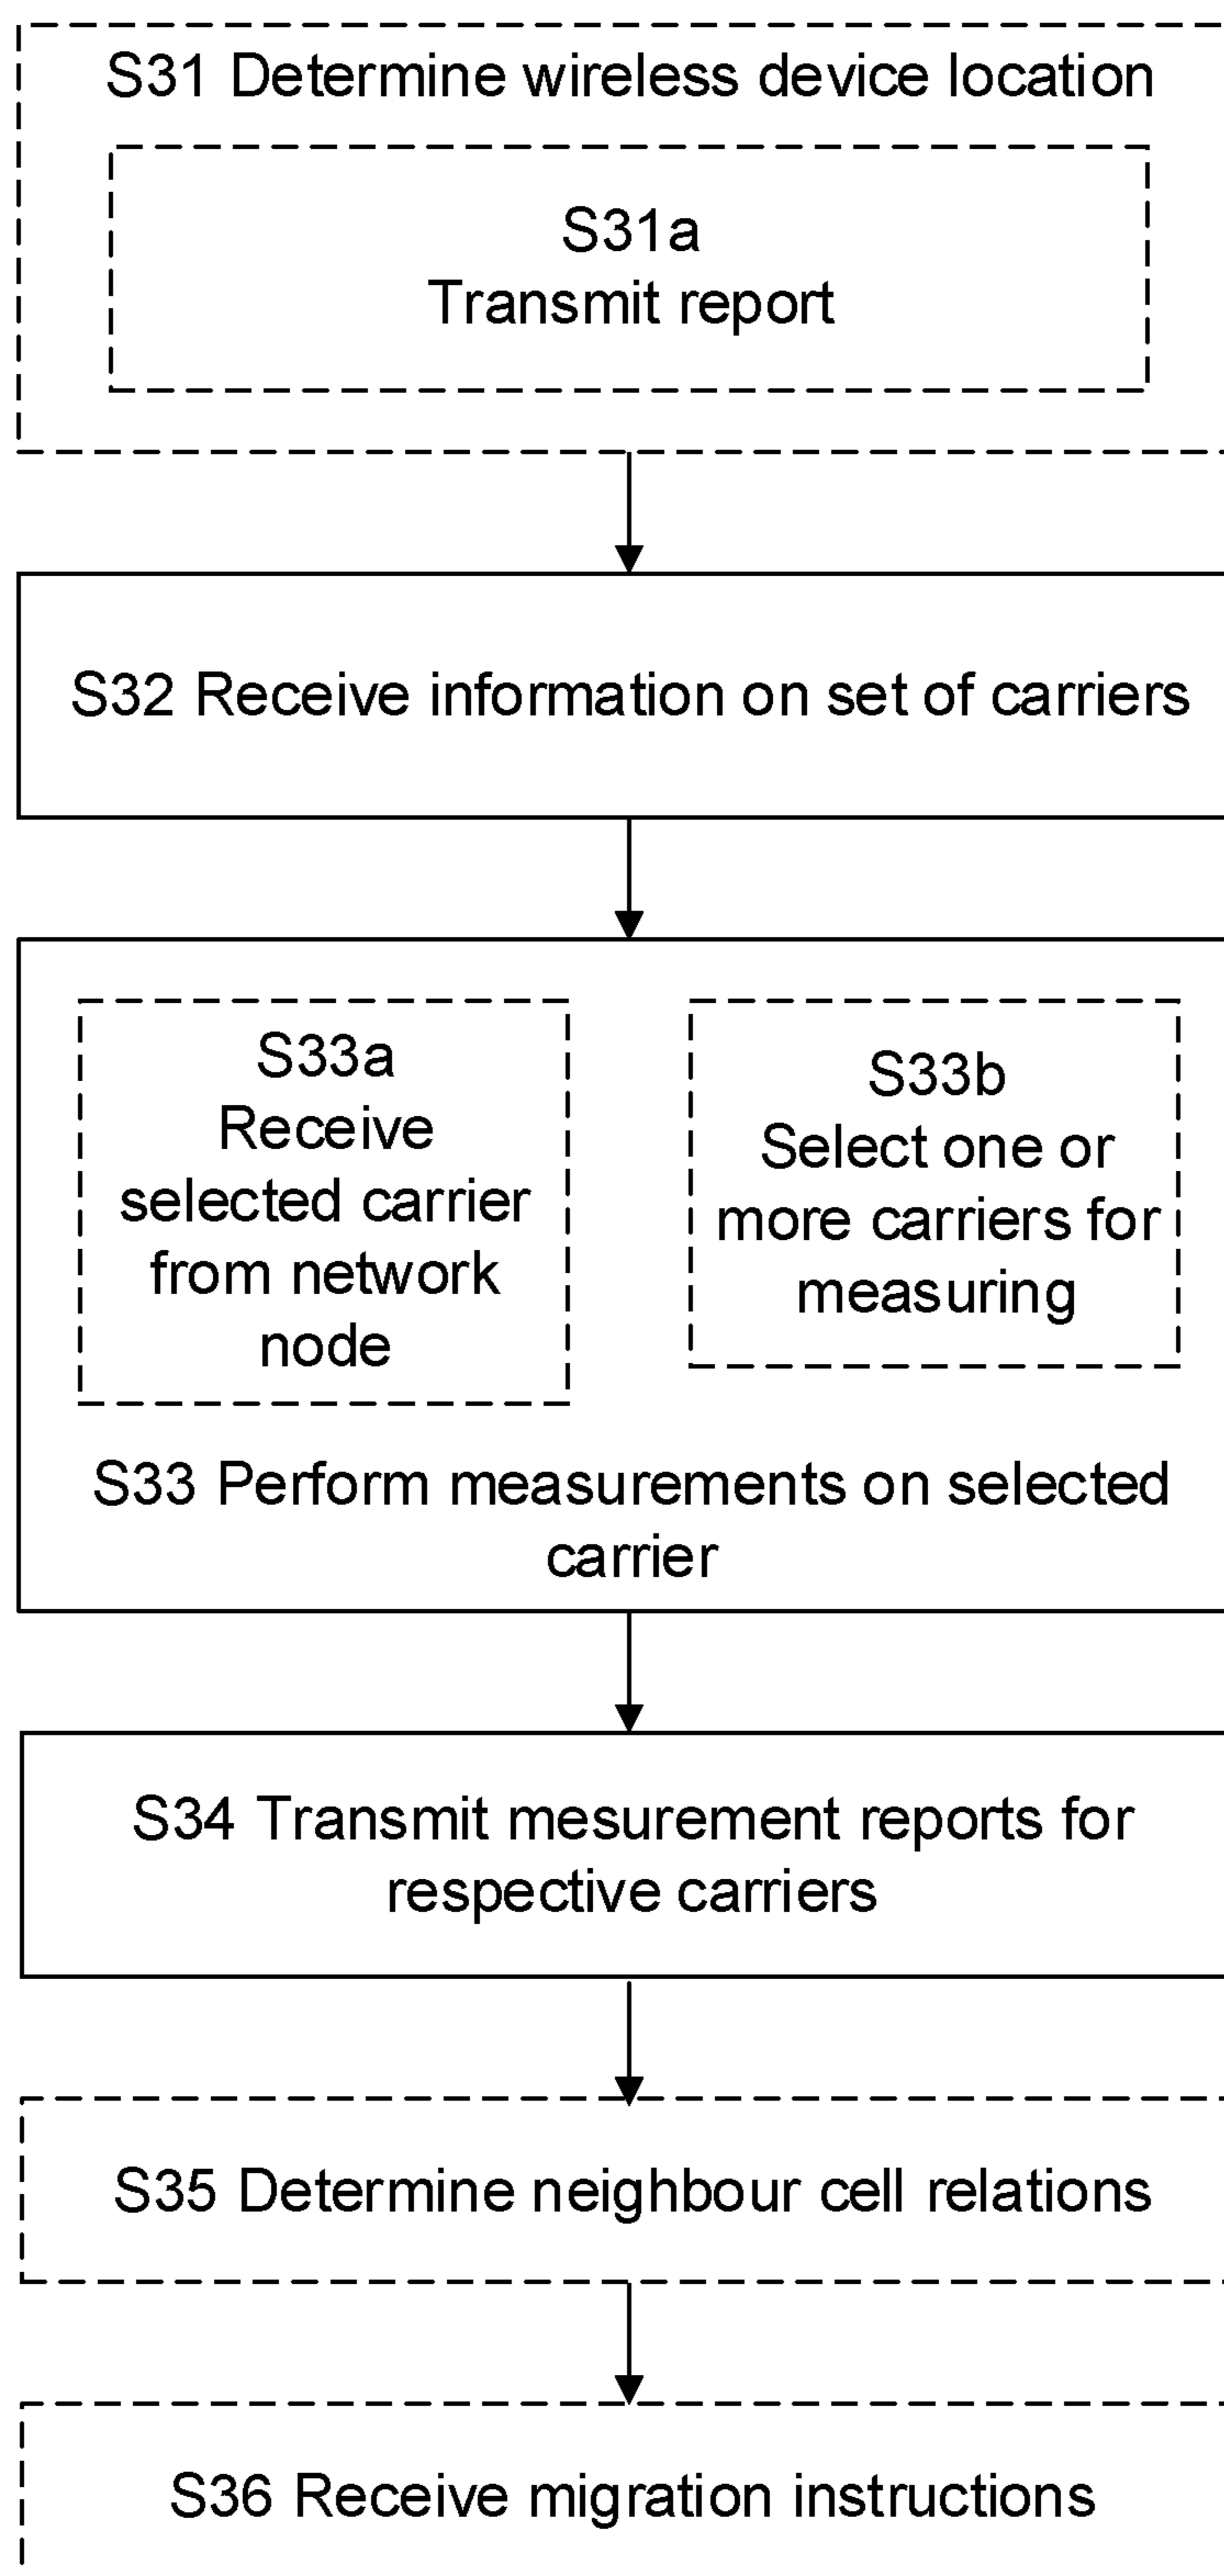 S31 Determine wireless device location
S31a
Transmit report
S32 Receive information on set of carriers
S33a
Receive
selected carrier
from network
node
S33b
Select one or
more carriers for
measuring
S33 Perform measurements on selected
carrier
S34 Transmit mesurement reports for
respective carriers
S35 Determine neighbour cell relations
S36 Receive migration instructions